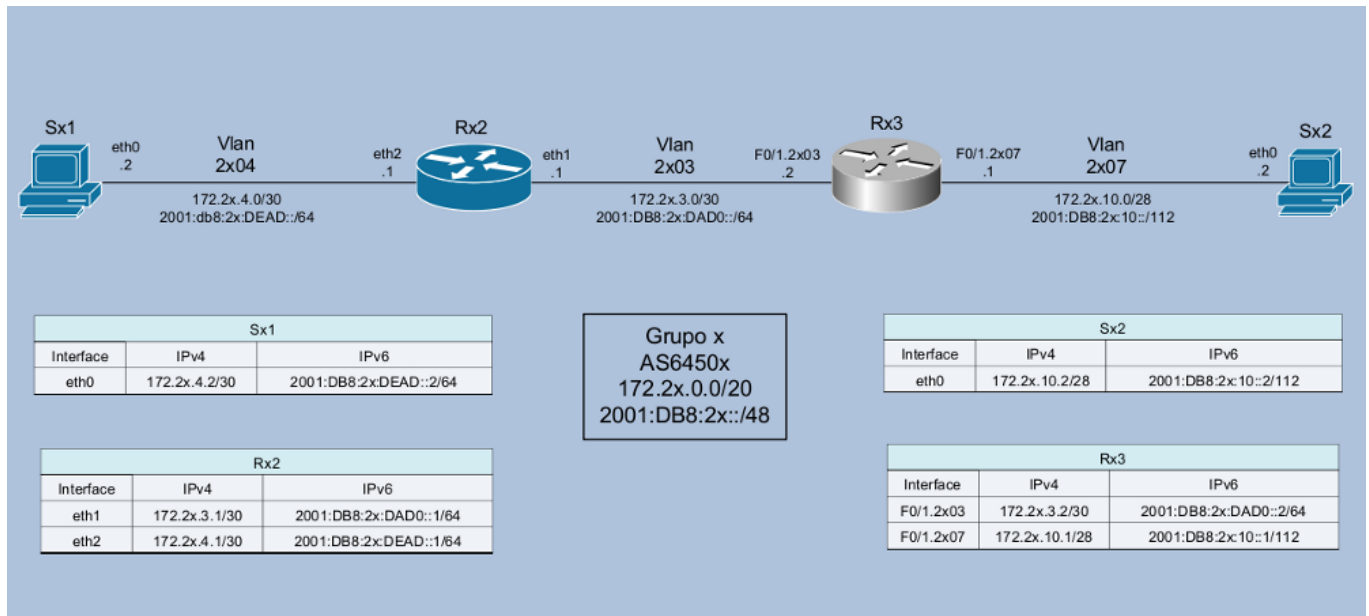 Sx1
eth0
.2
Vlan
2x04
172.2x.4.0/30
2001:db8:2x:DEAD::/64
eth2
.1
Rx2
eth1
.1
Vlan
2x03
172.2x.3.0/30
2001:DB8:2x:DAD0::/64
F0/1.2x03
.2
Rx3
F0/1.2x07
.1
Vlan
2x07
172.2x.10.0/28
2001:DB8:2x:10::/112
eth0
.2
Sx2
Sx1
Interface IPv4 IPv6
eth0 172.2x.4.2/30 2001:DB8:2x:DEAD::2/64
Rx2
Interface IPv4 IPv6
eth1 172.2x.3.1/30 2001:DB8:2x:DAD0::1/64
eth2 172.2x.4.1/30 2001:DB8:2x:DEAD::1/64
Grupo x
AS6450x
172.2x.0.0/20
2001:DB8:2x::/48
Sx2
Interface IPv4 IPv6
eth0 172.2x.10.2/28 2001:DB8:2x:10::2/112
Rx3
Interface IPv4 IPv6
F0/1.2x03 172.2x.3.2/30 2001:DB8:2x:DAD0::2/64
F0/1.2x07 172.2x.10.1/28 2001:DB8:2x:10::1/112